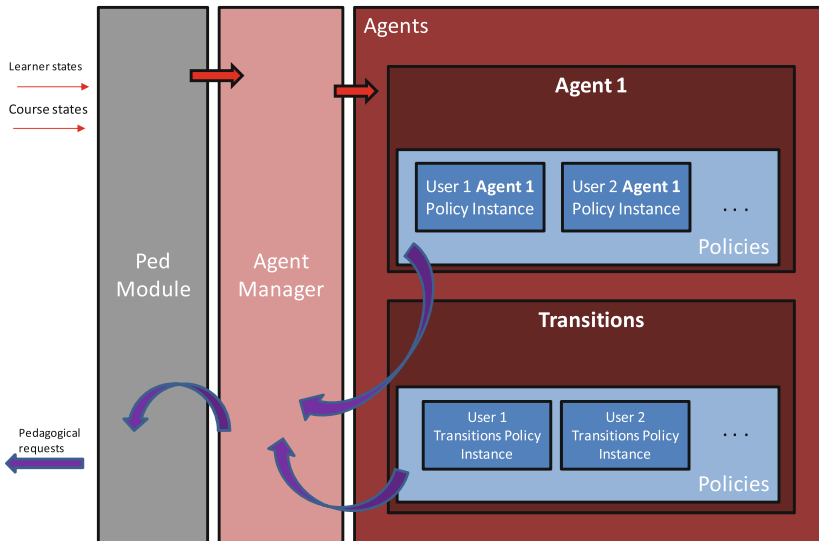 Learner states
Course states
Pedagogical
requests
Ped
Module
Agent
Manager
Agents
Agent 1
User 1 Agent 1
Policy Instance
User 2 Agent 1
Policy Instance
...
Policies
Transitions
User 1
Transitions Policy
Instance
User 2
Transitions Policy
Instance
...
Policies